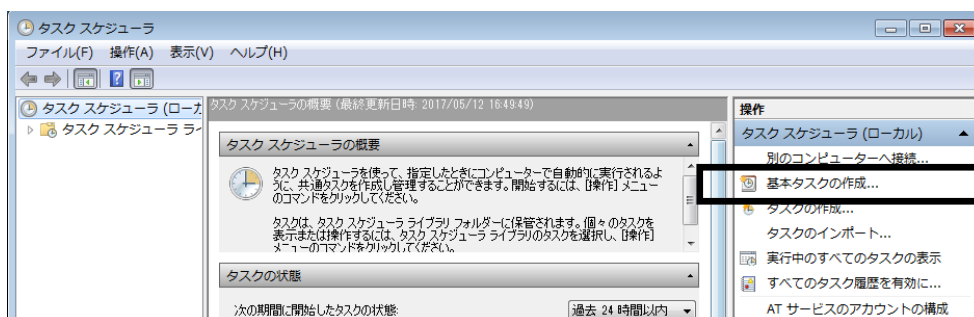 タスク スケジューラ
ファイル(F) 操作(A) 表示(V) ヘルプ(H)
タスク スケジューラ (ローカ
タスク スケジューラ ラ
タスク スケジューラの概要 (最終更新日時: 2017/05/12 16:49:49)
タスク スケジューラの概要
タスク スケジューラを使って、指定したときにコンピューターで自動的に実行されるよ
うに、共通タスクを作成し管理することができます。開始するには、[操作] メニュー
のコマンドをクリックしてください。
タスクは、タスク スケジューラ ライブラリ フォルダーに保管されます。個々のタスクを
表示または操作するには、タスク スケジューラ ライブラリのタスクを選択し、[操作]
メニューのコマンドをクリックしてください。
タスクの状態
次の期間に開始したタスクの状態:
過去 24 時間以内
操作
タスク スケジューラ (ローカル)
別のコンピューターへ接続...
基本タスクの作成...
タスクの作成...
タスクのインポート...
実行中のすべてのタスクの表示
すべてのタスク履歴を有効に...
AT サービスのアカウントの構成